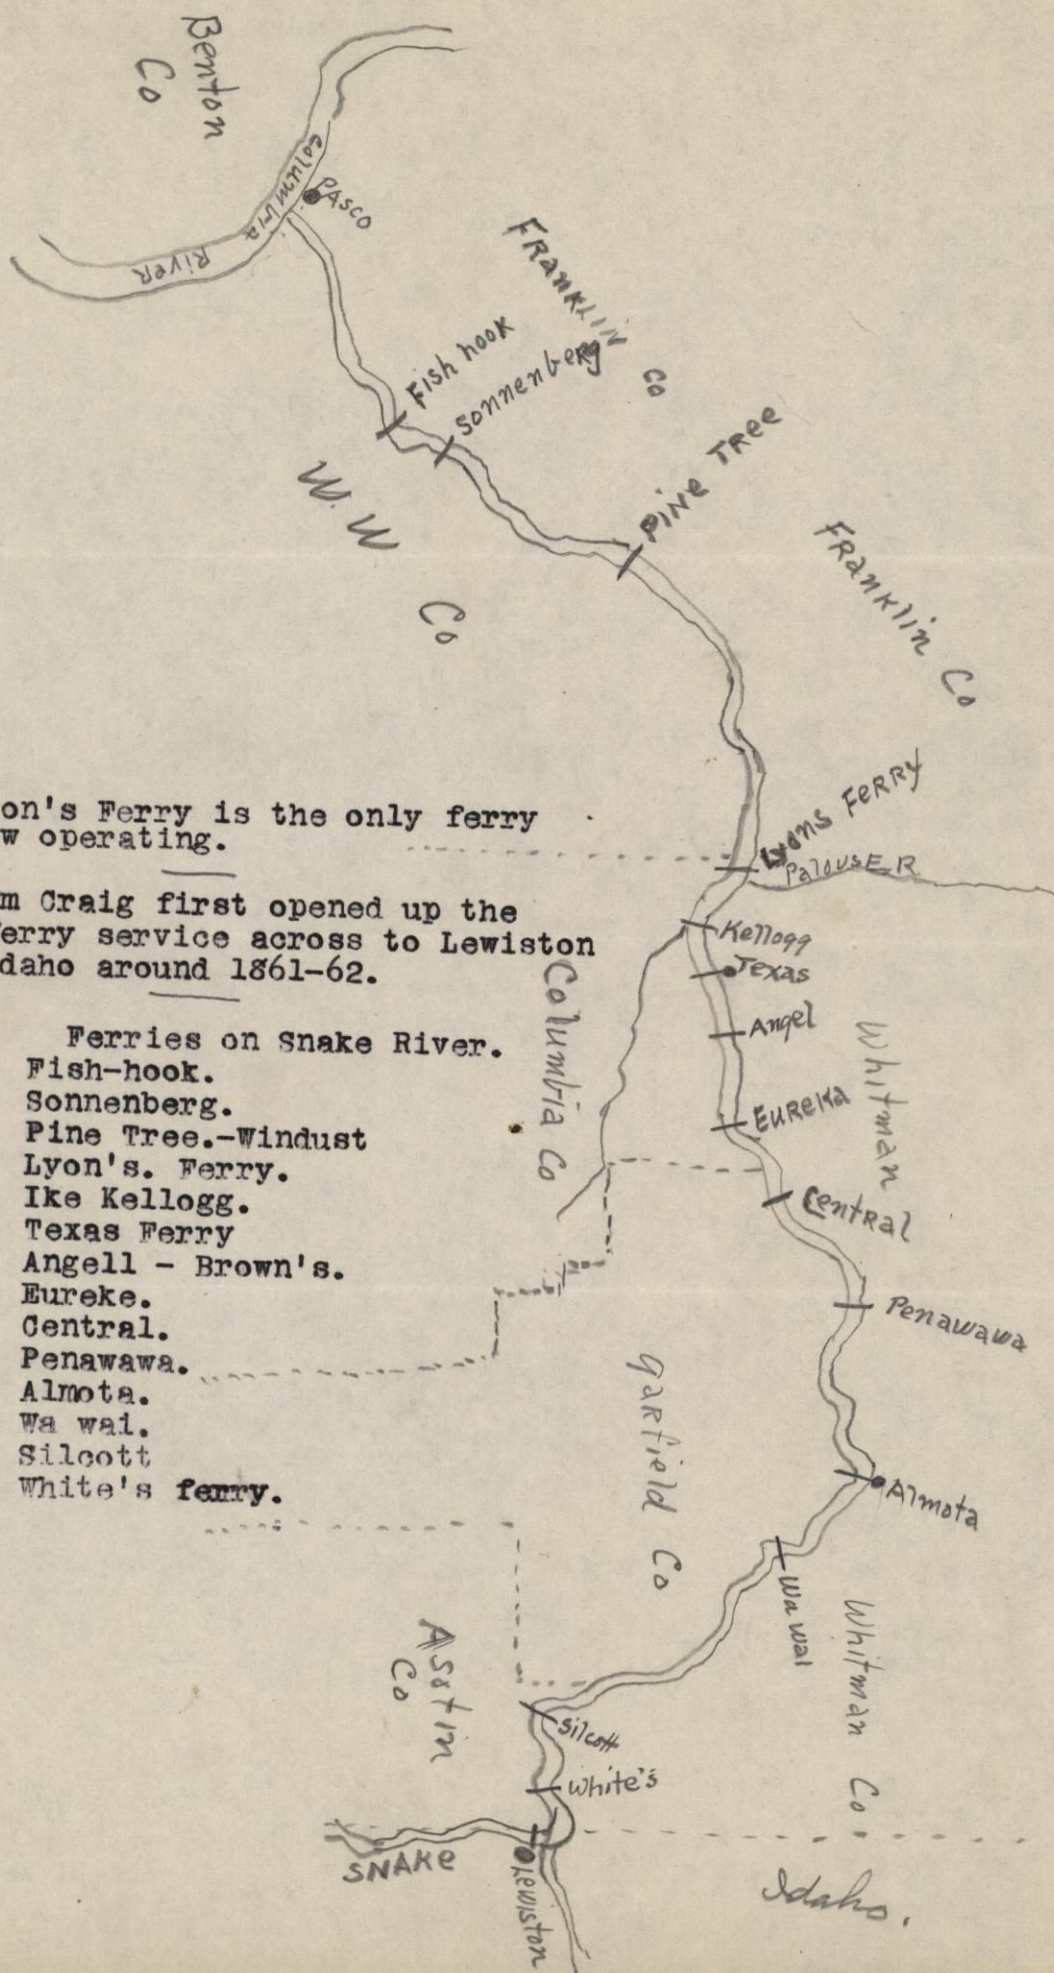 Benton
Co
Columbia
River
PASCO
FRANKLIN Co
Fish hook
Sonnenberg
W. W Co
PINE TREE
FRANKLIN Co
Lyons FERRY
PalousE R
on's Ferry is the only ferry
w operating.
m Craig first opened up the
erry service across to Lewiston
daho around 1861-62.
Kellogg
Texas
Angel
EUREKA
Columbia Co
Whitman
Central
Penawawa
Ferries on Snake River.
Fish-hook.
Sonnenberg.
Pine Tree.-Windust
Lyon's. Ferry.
Ike Kellogg.
Texas Ferry
Angell - Brown's.
Eureke.
Central.
Penawawa.
Almota.
Wa wai.
Silcott
White's ferry.
Garfield Co
Almota
Wa wai
Whitman Co.
Asotin
Co
Silcott
White's
SNAKE
Lewiston
Idaho.